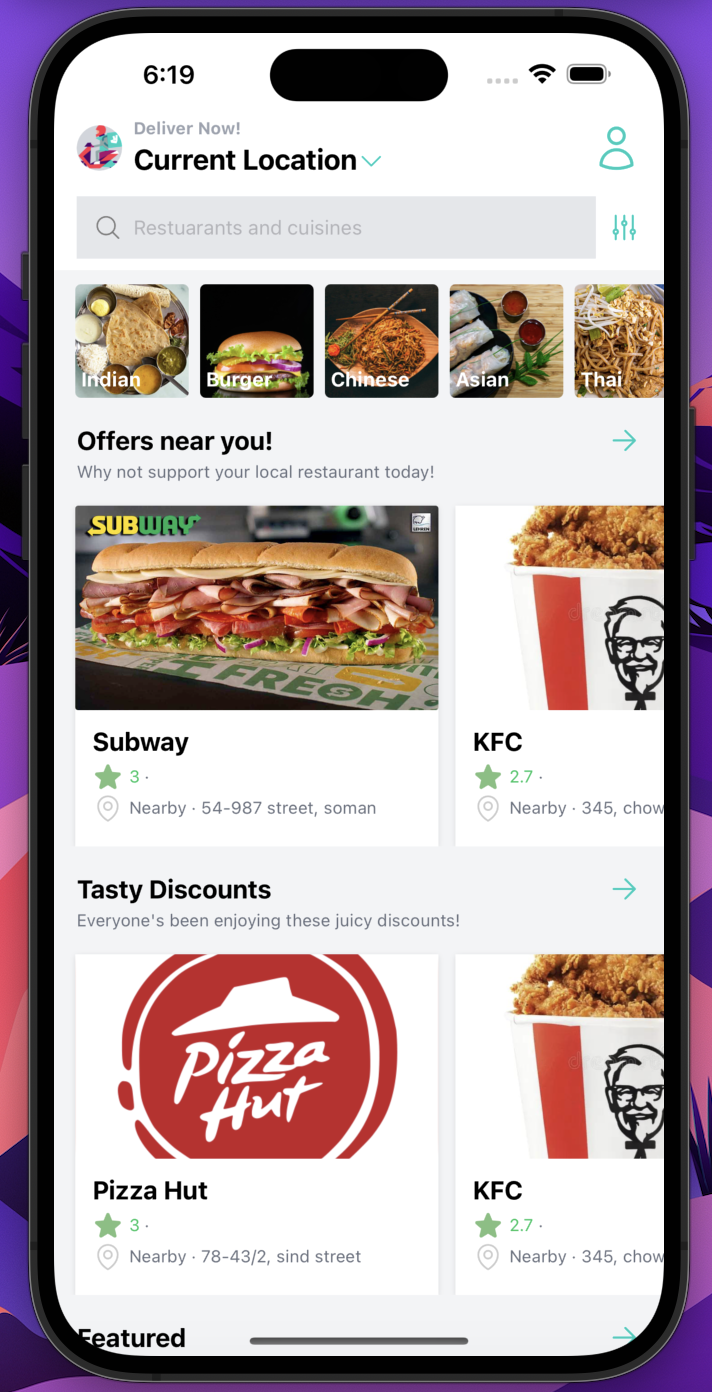 6:19
Deliver Now!
Current Location
Restuarants and cuisines
Indian
Burger
Chinese
Asian
Thai
Offers near you!
Why not support your local restaurant today!
SUBWAY
Subway
3 ·
Nearby · 54-987 street, soman
KFC
2.7 ·
Nearby · 345, chow
Tasty Discounts
Everyone's been enjoying these juicy discounts!
Pizza
Hut
Pizza Hut
3 ·
Nearby · 78-43/2, sind street
KFC
2.7 ·
Nearby · 345, chow
Featured